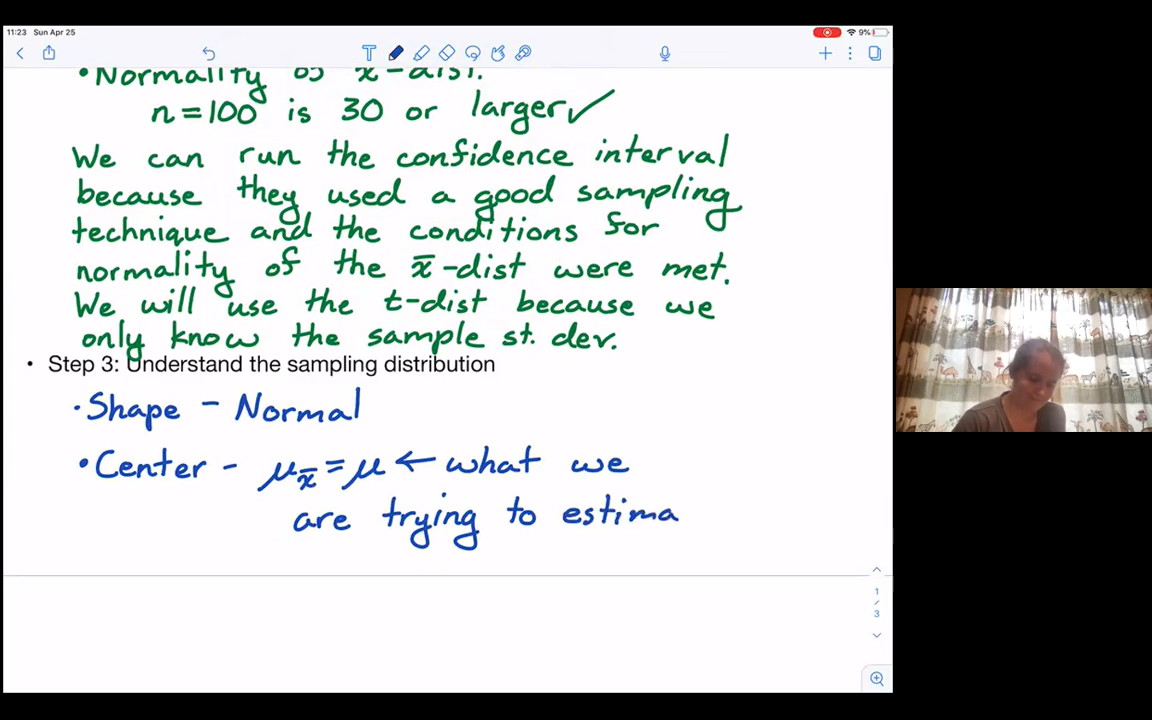 11:23 Sun Apr 25
9%
•Normality of x̄-dist.
n=100 is 30 or larger✓
We can run the confidence interval
because they used a good sampling
technique and the conditions for
normality of the x̄-dist were met.
We will use the t-dist because we
only know the sample st. dev.
• Step 3: Understand the sampling distribution
•Shape - Normal
•Center - μx̄ = μ ← what we
are trying to estima
1
/
3